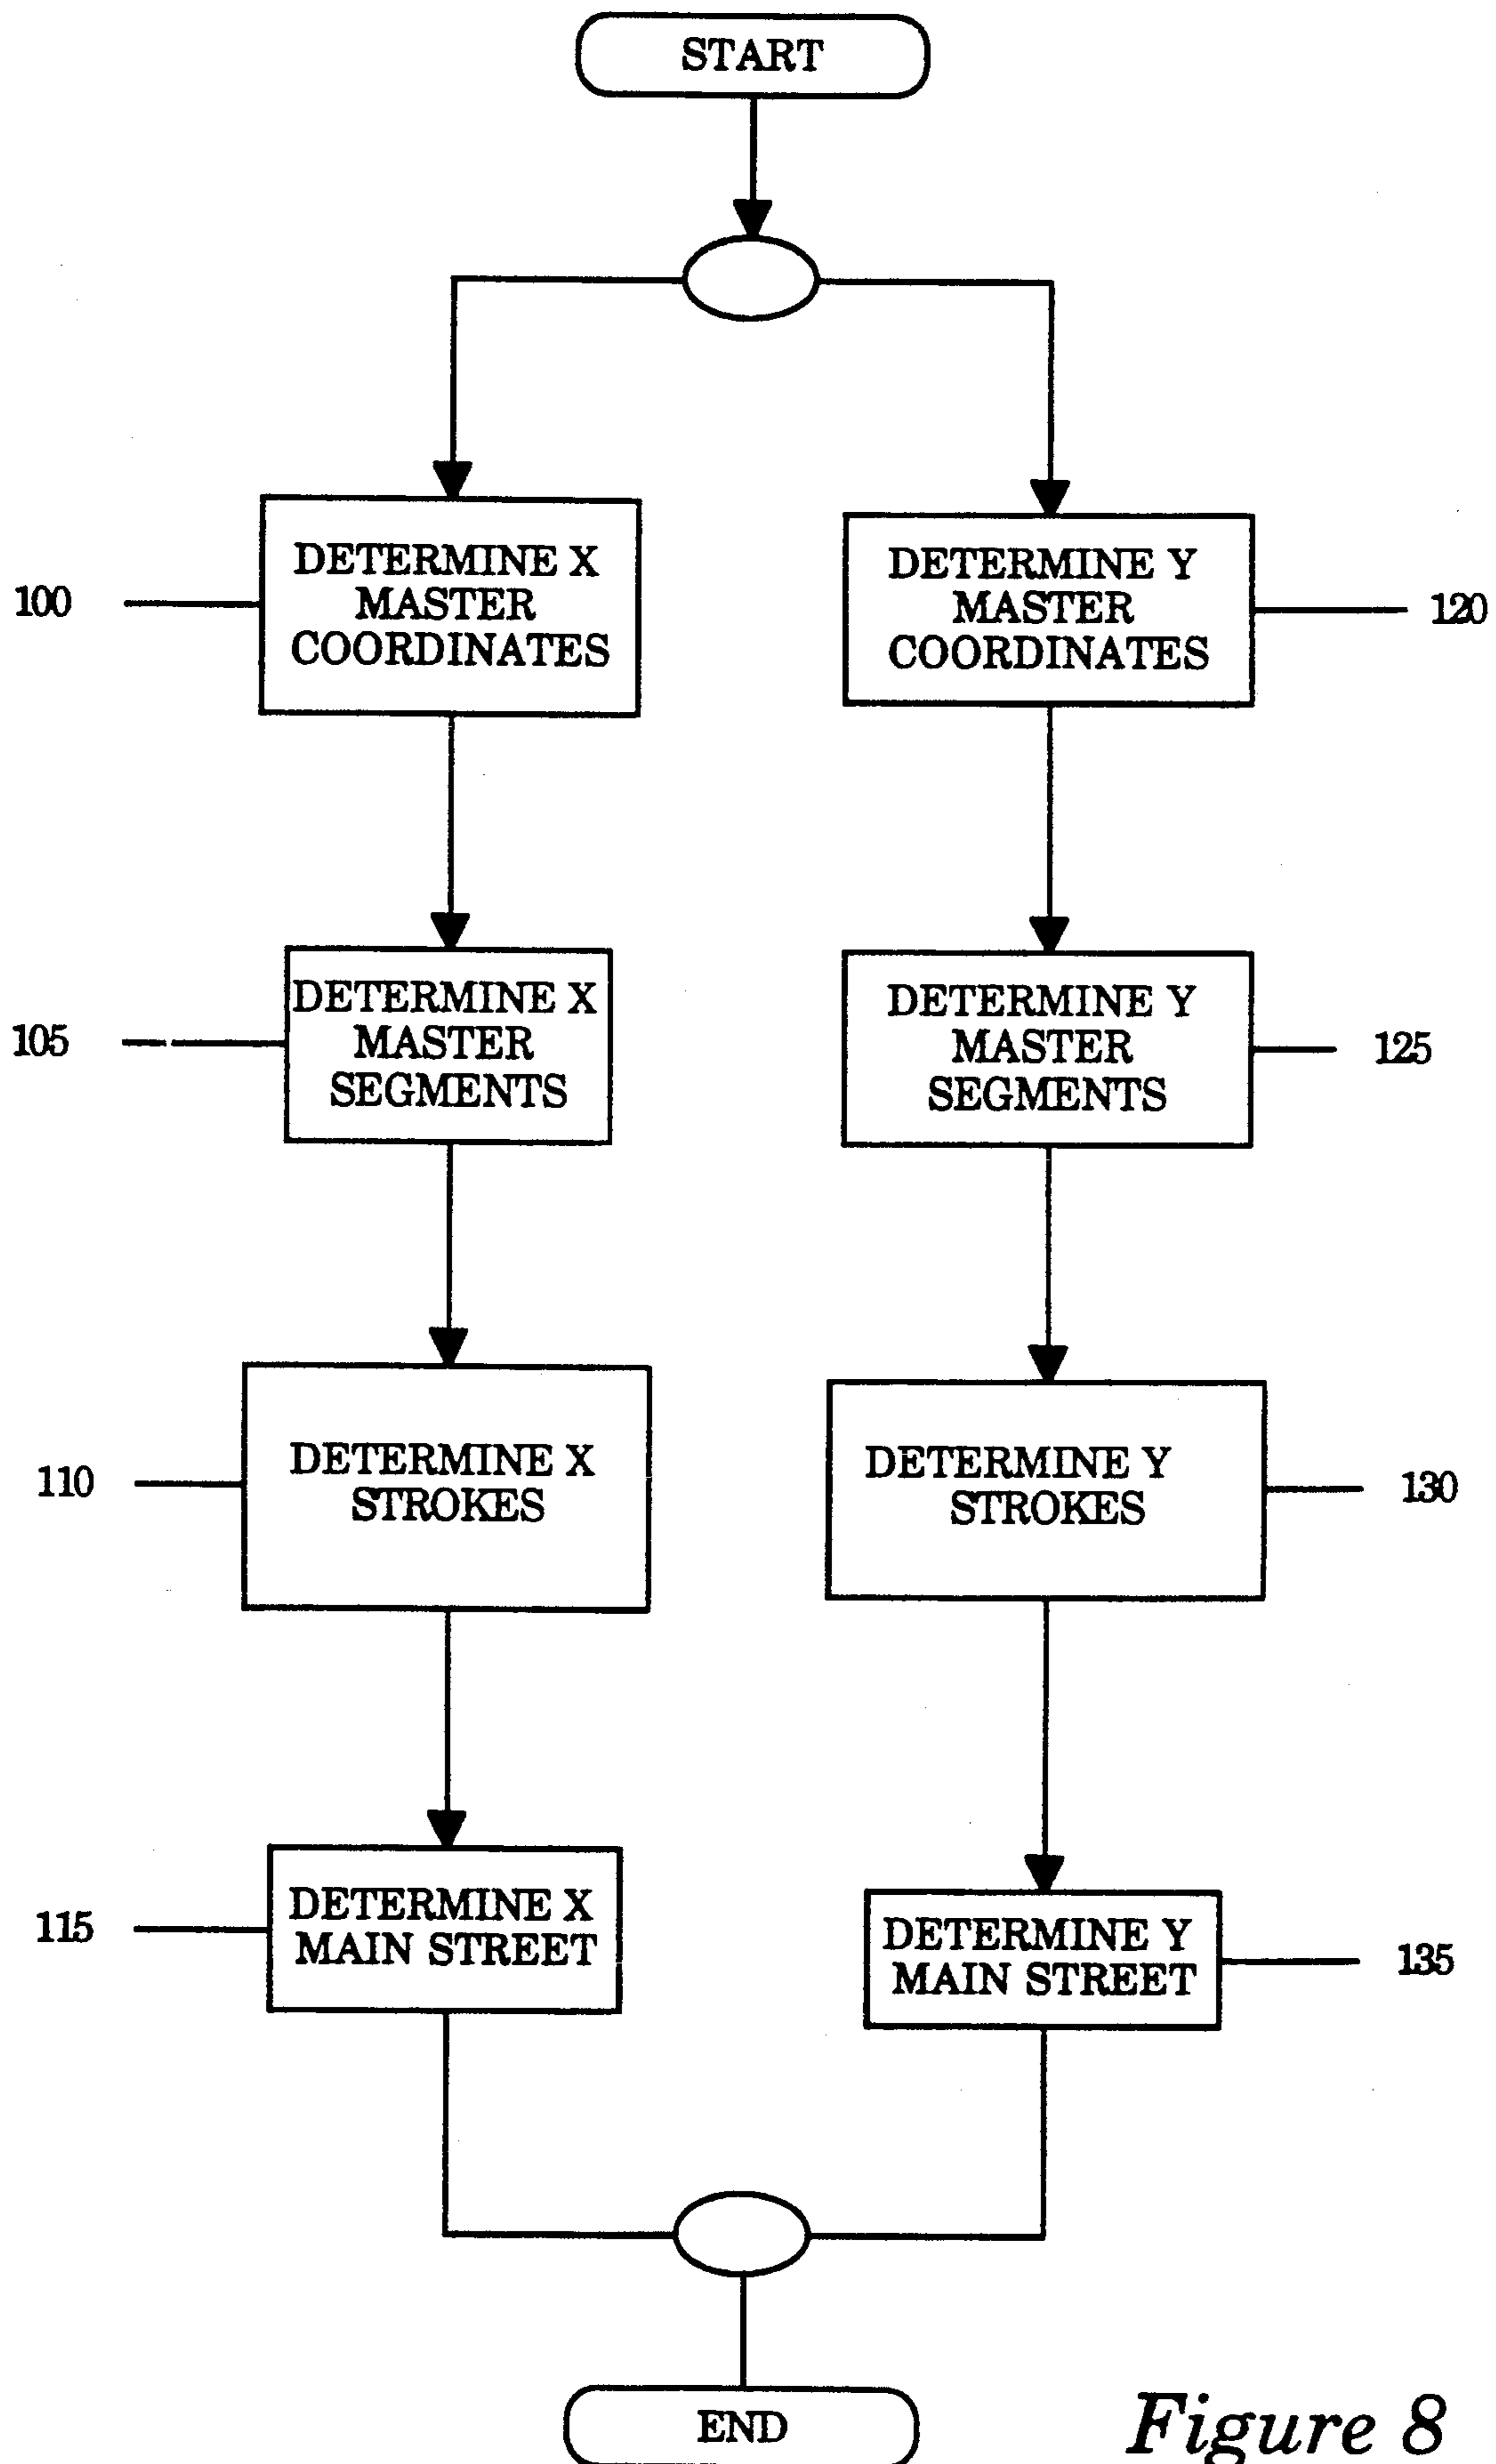 START
DETERMINE X
MASTER
COORDINATES
100
DETERMINE Y
MASTER
COORDINATES
120
DETERMINE X
MASTER
SEGMENTS
105
DETERMINE Y
MASTER
SEGMENTS
125
DETERMINE X
STROKES
110
DETERMINE Y
STROKES
130
DETERMINE X
MAIN STREET
115
DETERMINE Y
MAIN STREET
135
END
Figure 8